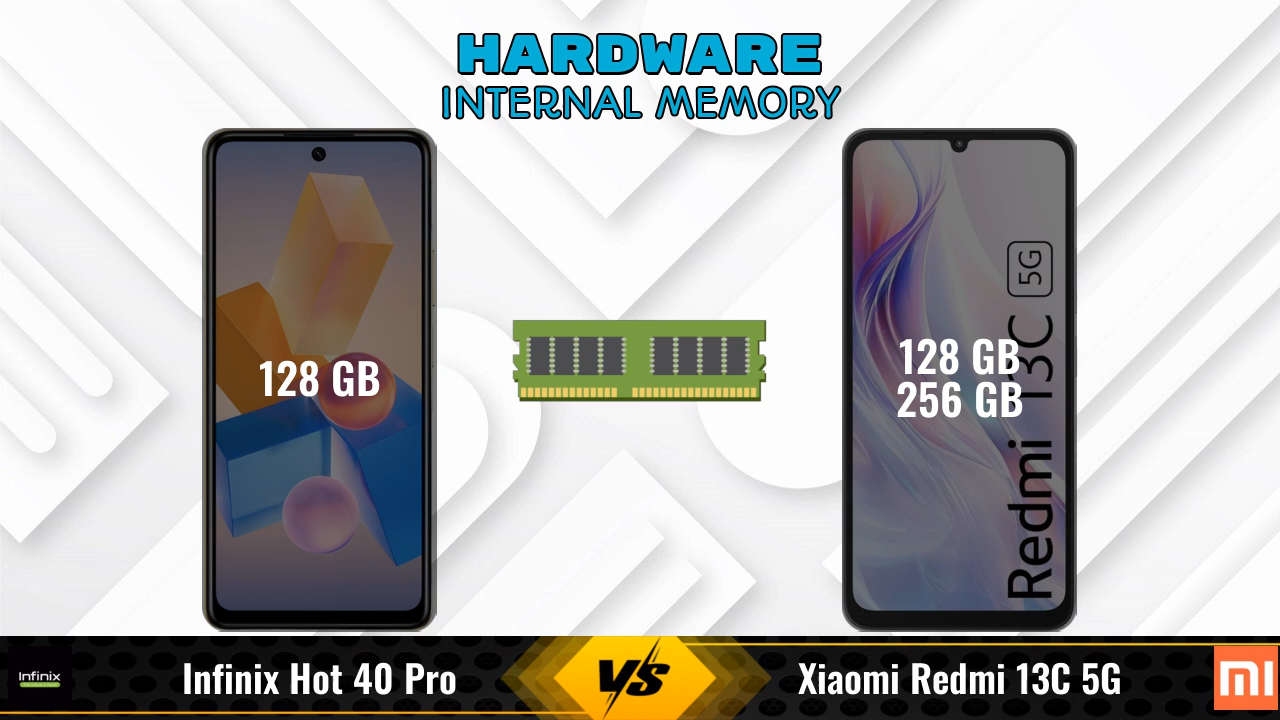 HARDWARE
INTERNAL MEMORY
128 GB
128 GB
256 GB
Redmi 13C 5G
Infinix
Infinix Hot 40 Pro
VS
Xiaomi Redmi 13C 5G
MI